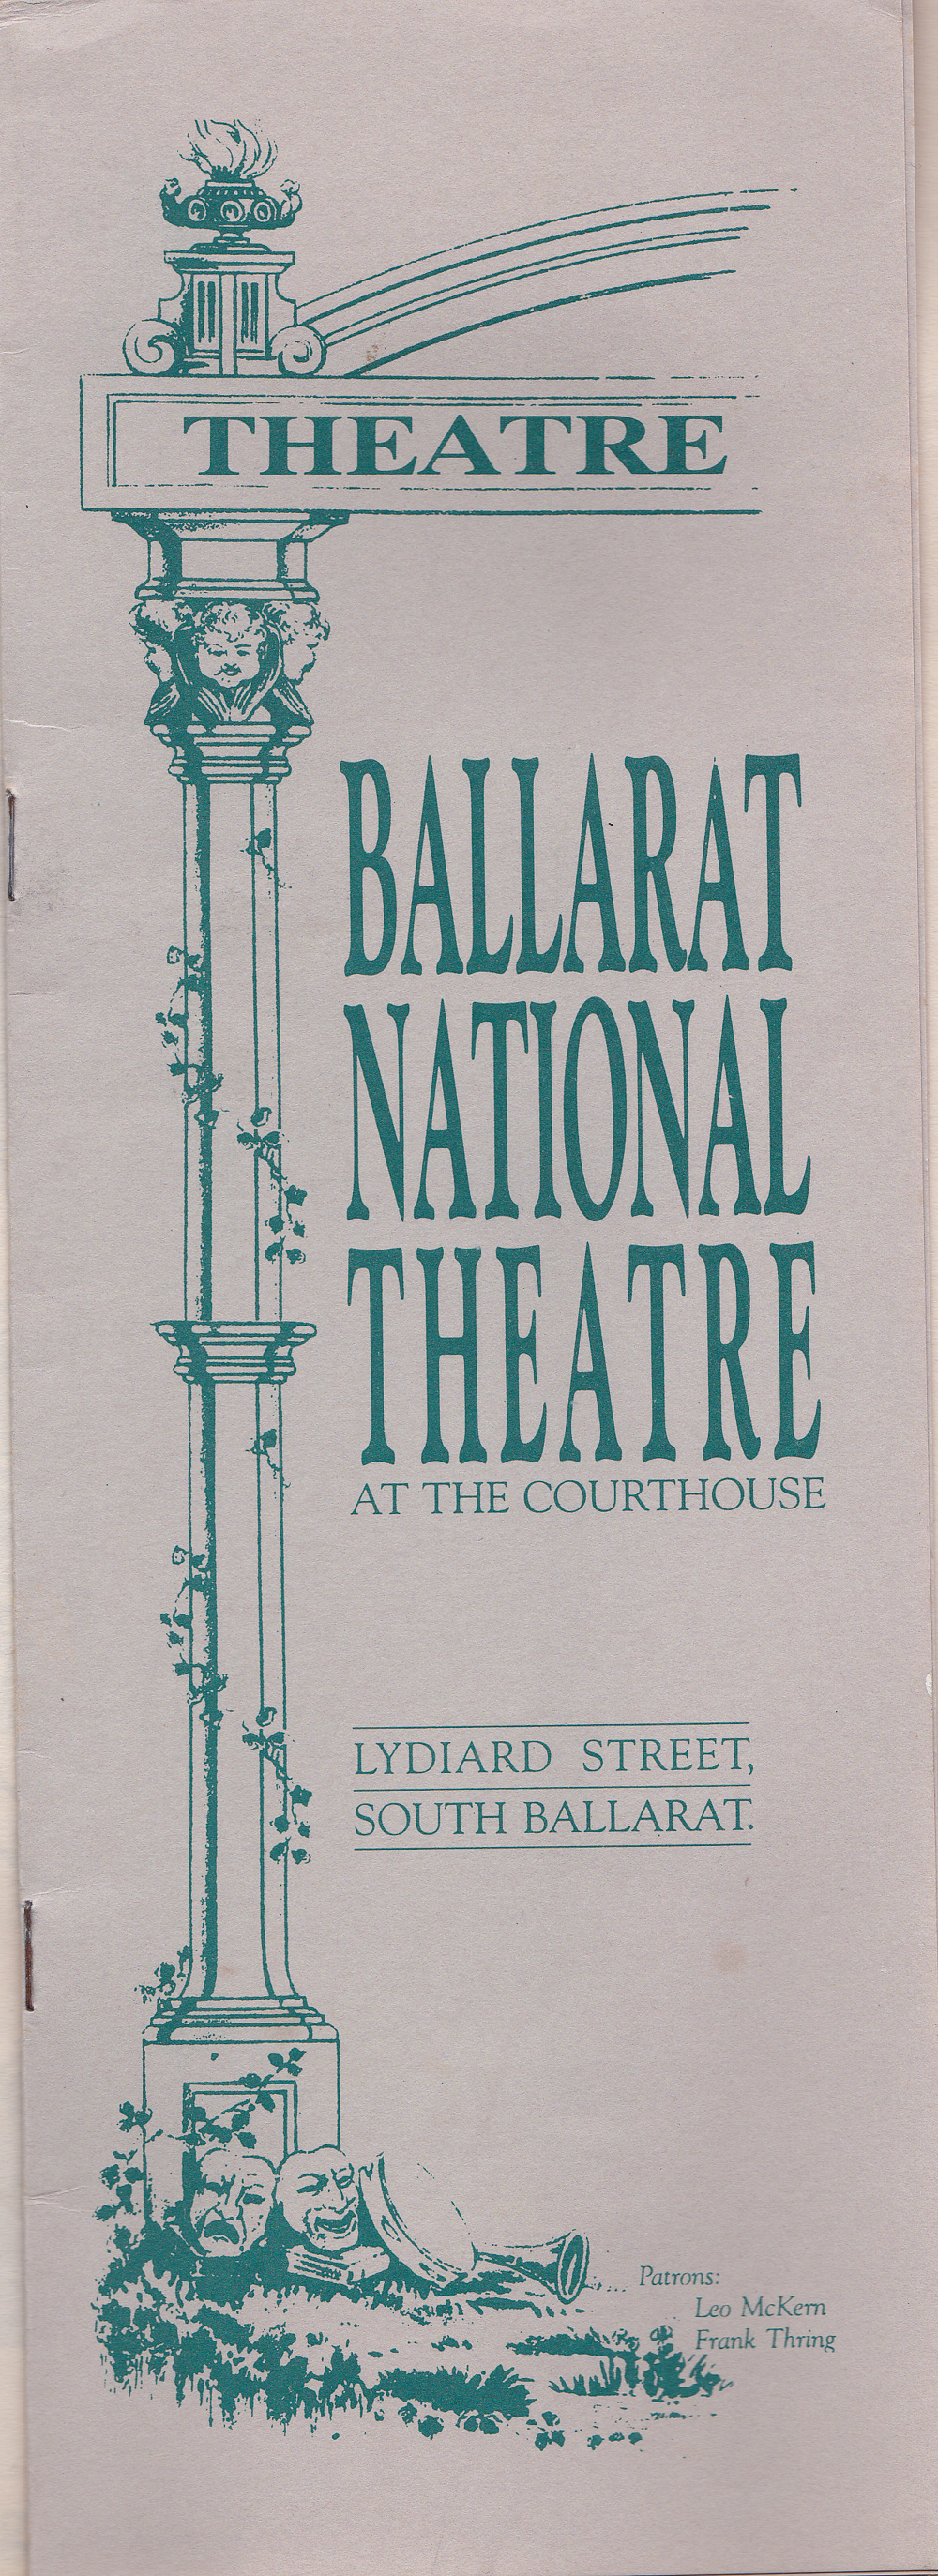 THEATRE
BALLARAT
NATIONAL
THEATRE
AT THE COURTHOUSE
LYDIARD STREET,
SOUTH BALLARAT.
Patrons:
Leo McKern
Frank Thring